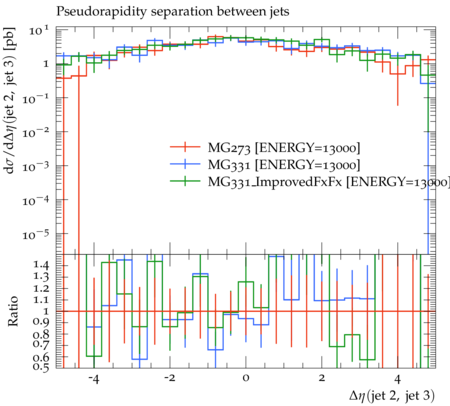 Pseudorapidity separation between jets
dσ/dΔη(jet 2, jet 3) [pb]
10¹
1
10⁻¹
10⁻²
10⁻³
10⁻⁴
10⁻⁵
MG273 [ENERGY=13000]
MG331 [ENERGY=13000]
MG331_ImprovedFxFx [ENERGY=13000]
Ratio
1.4
1.3
1.2
1.1
1
0.9
0.8
0.7
0.6
0.5
-4 -2 0 2 4
Δη(jet 2, jet 3)